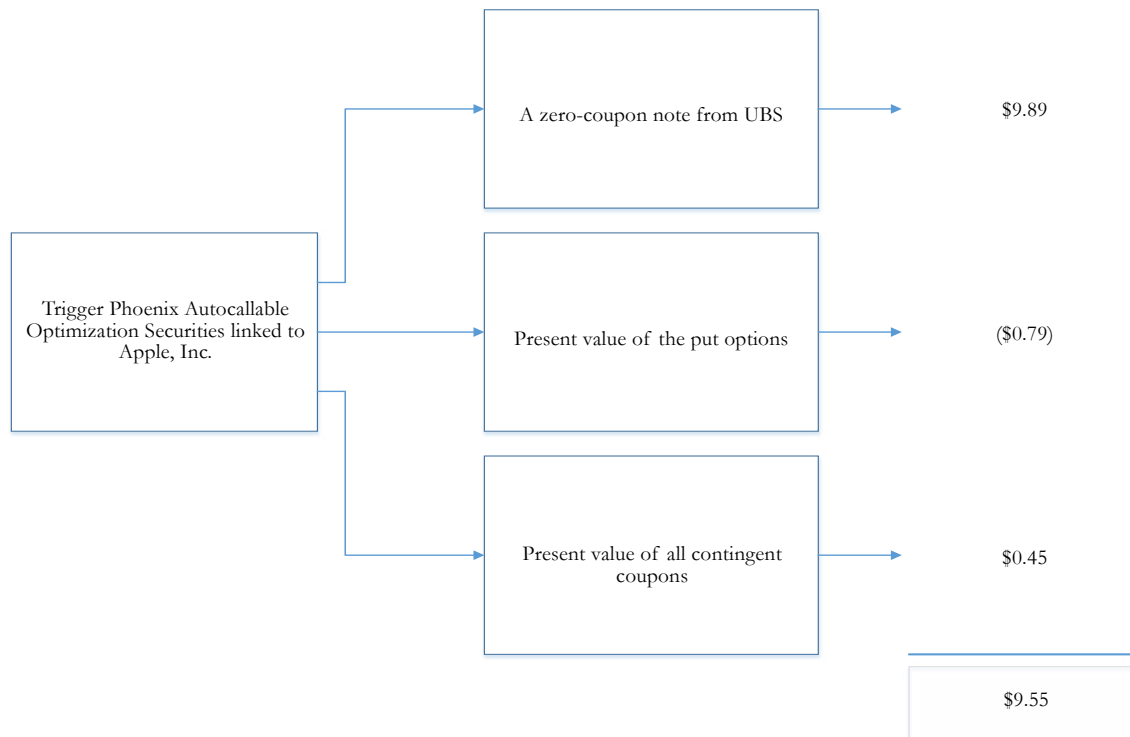 A zero-coupon note from UBS
$9.89
Trigger Phoenix Autocallable
Optimization Securities linked to
Apple, Inc.
Present value of the put options
($0.79)
Present value of all contingent
coupons
$0.45
$9.55